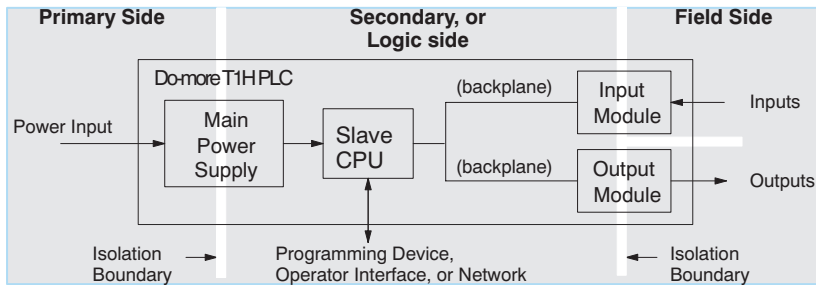 Primary Side
Secondary, or
Logic side
Field Side
Do-more T1H PLC
Power Input
Main
Power
Supply
Slave
CPU
(backplane)
(backplane)
Input
Module
Output
Module
Inputs
Outputs
Isolation
Boundary
Programming Device,
Operator Interface, or Network
Isolation
Boundary